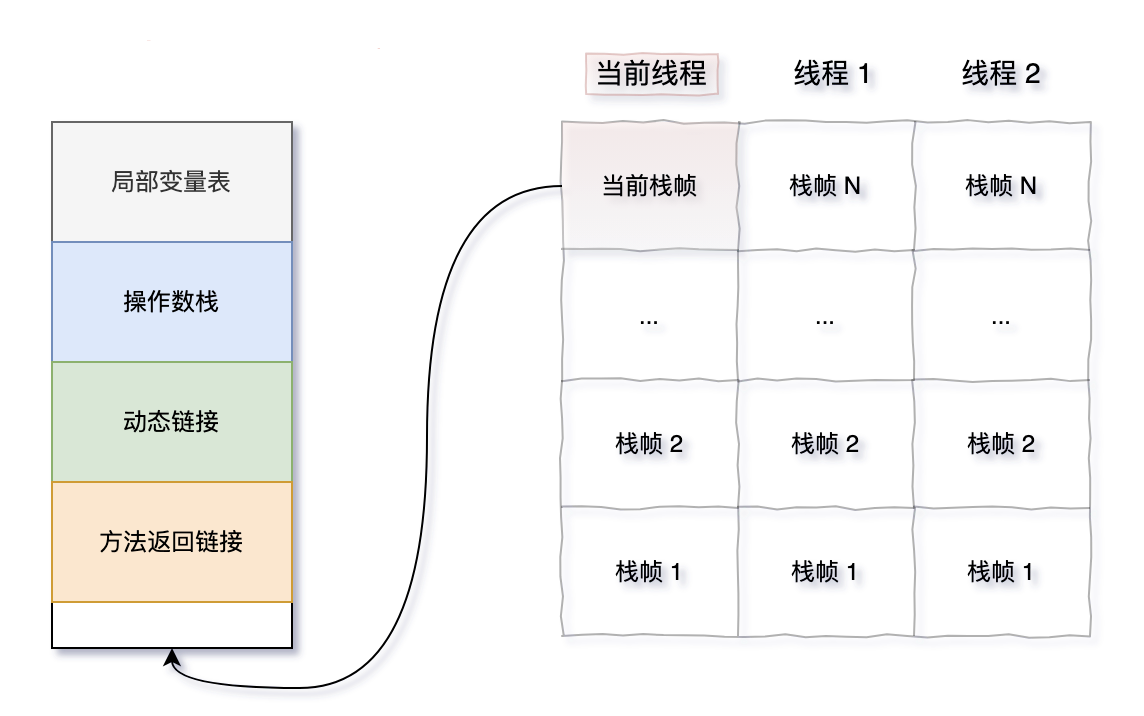 当前线程 线程 1 线程 2
局部变量表
操作数栈
动态链接
方法返回链接
当前栈帧 栈帧 N 栈帧 N
... ... ...
栈帧 2 栈帧 2 栈帧 2
栈帧 1 栈帧 1 栈帧 1